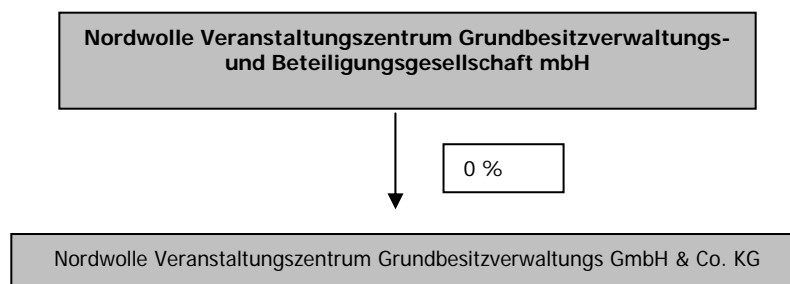 Nordwolle Veranstaltungszentrum Grundbesitzverwaltungs-
und Beteiligungsgesellschaft mbH
0 %
Nordwolle Veranstaltungszentrum Grundbesitzverwaltungs GmbH & Co. KG